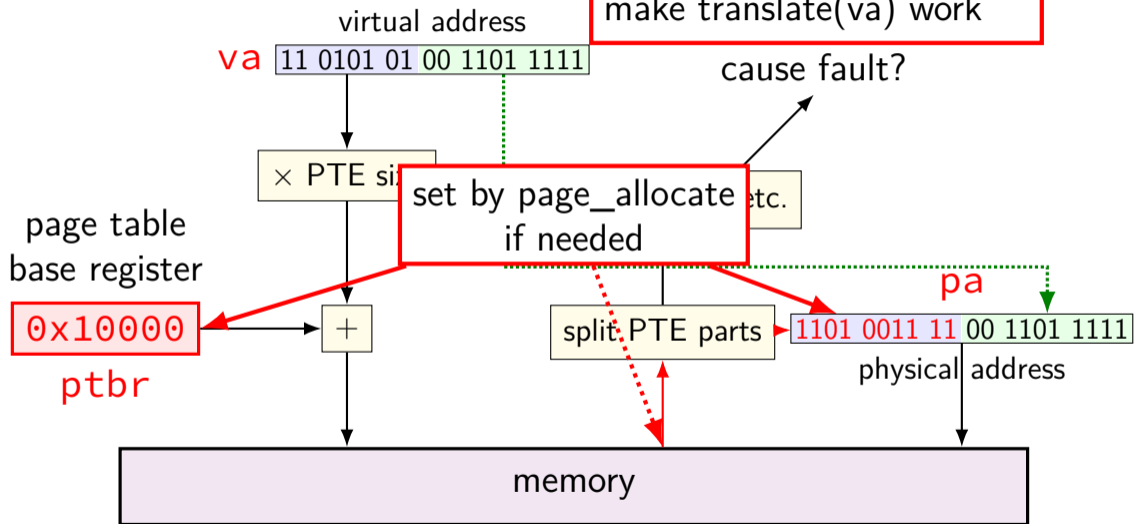 make translate(va) work
virtual address
va 11 0101 01 00 1101 1111
cause fault?
× PTE
set by page_allocate
if needed
etc.
page table
base register
0x10000
ptbr
+
split PTE parts
pa
1101 0011 11 00 1101 1111
physical address
memory